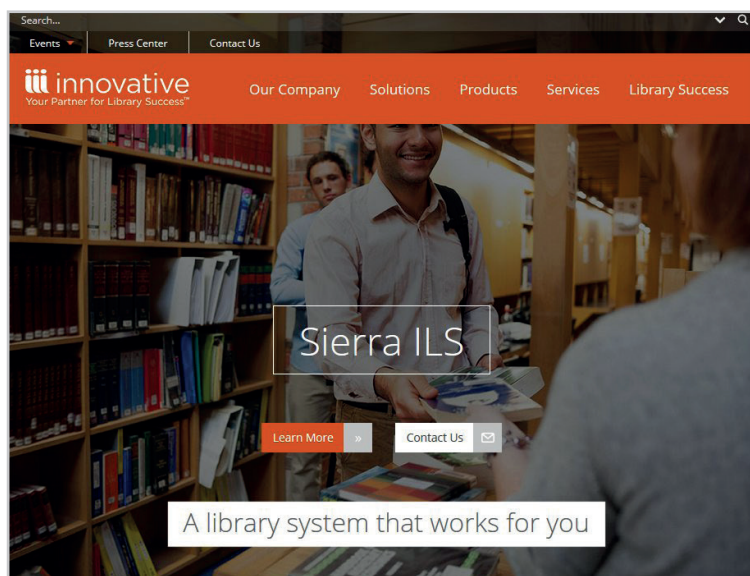 Search...
Events
Press Center
Contact Us
innovative
Your Partner for Library Success™
Our Company
Solutions
Products
Services
Library Success
Sierra ILS
Learn More »
Contact Us
A library system that works for you